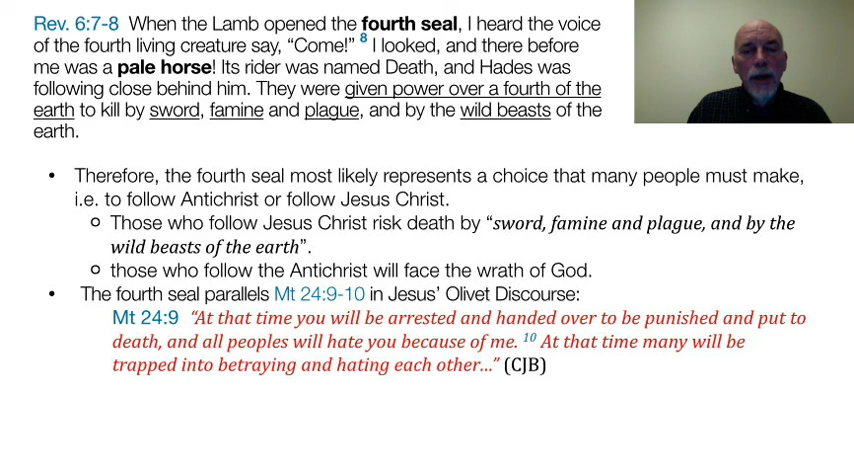 Rev. 6:7-8 When the Lamb opened the fourth seal, I heard the voice
of the fourth living creature say, “Come!” 8 I looked, and there before
me was a pale horse! Its rider was named Death, and Hades was
following close behind him. They were given power over a fourth of the
earth to kill by sword, famine and plague, and by the wild beasts of the
earth.
• Therefore, the fourth seal most likely represents a choice that many people must make,
i.e. to follow Antichrist or follow Jesus Christ.
o Those who follow Jesus Christ risk death by “sword, famine and plague, and by the
wild beasts of the earth”.
o those who follow the Antichrist will face the wrath of God.
• The fourth seal parallels Mt 24:9-10 in Jesus’ Olivet Discourse:
Mt 24:9 “At that time you will be arrested and handed over to be punished and put to
death, and all peoples will hate you because of me. 10 At that time many will be
trapped into betraying and hating each other...” (CJB)